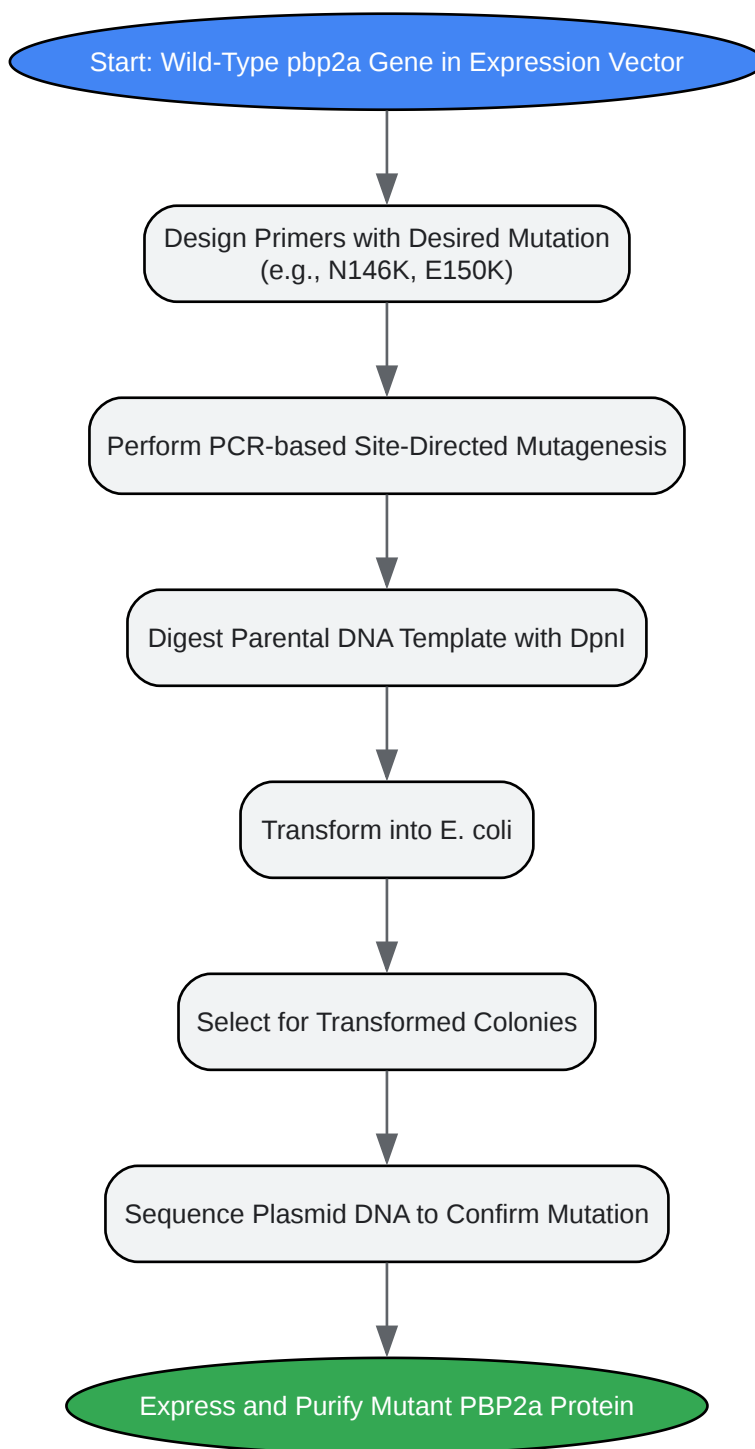 Start: Wild-Type pbp2a Gene in Expression Vector
Design Primers with Desired Mutation
(e.g., N146K, E150K)
Perform PCR-based Site-Directed Mutagenesis
Digest Parental DNA Template with DpnI
Transform into E. coli
Select for Transformed Colonies
Sequence Plasmid DNA to Confirm Mutation
Express and Purify Mutant PBP2a Protein